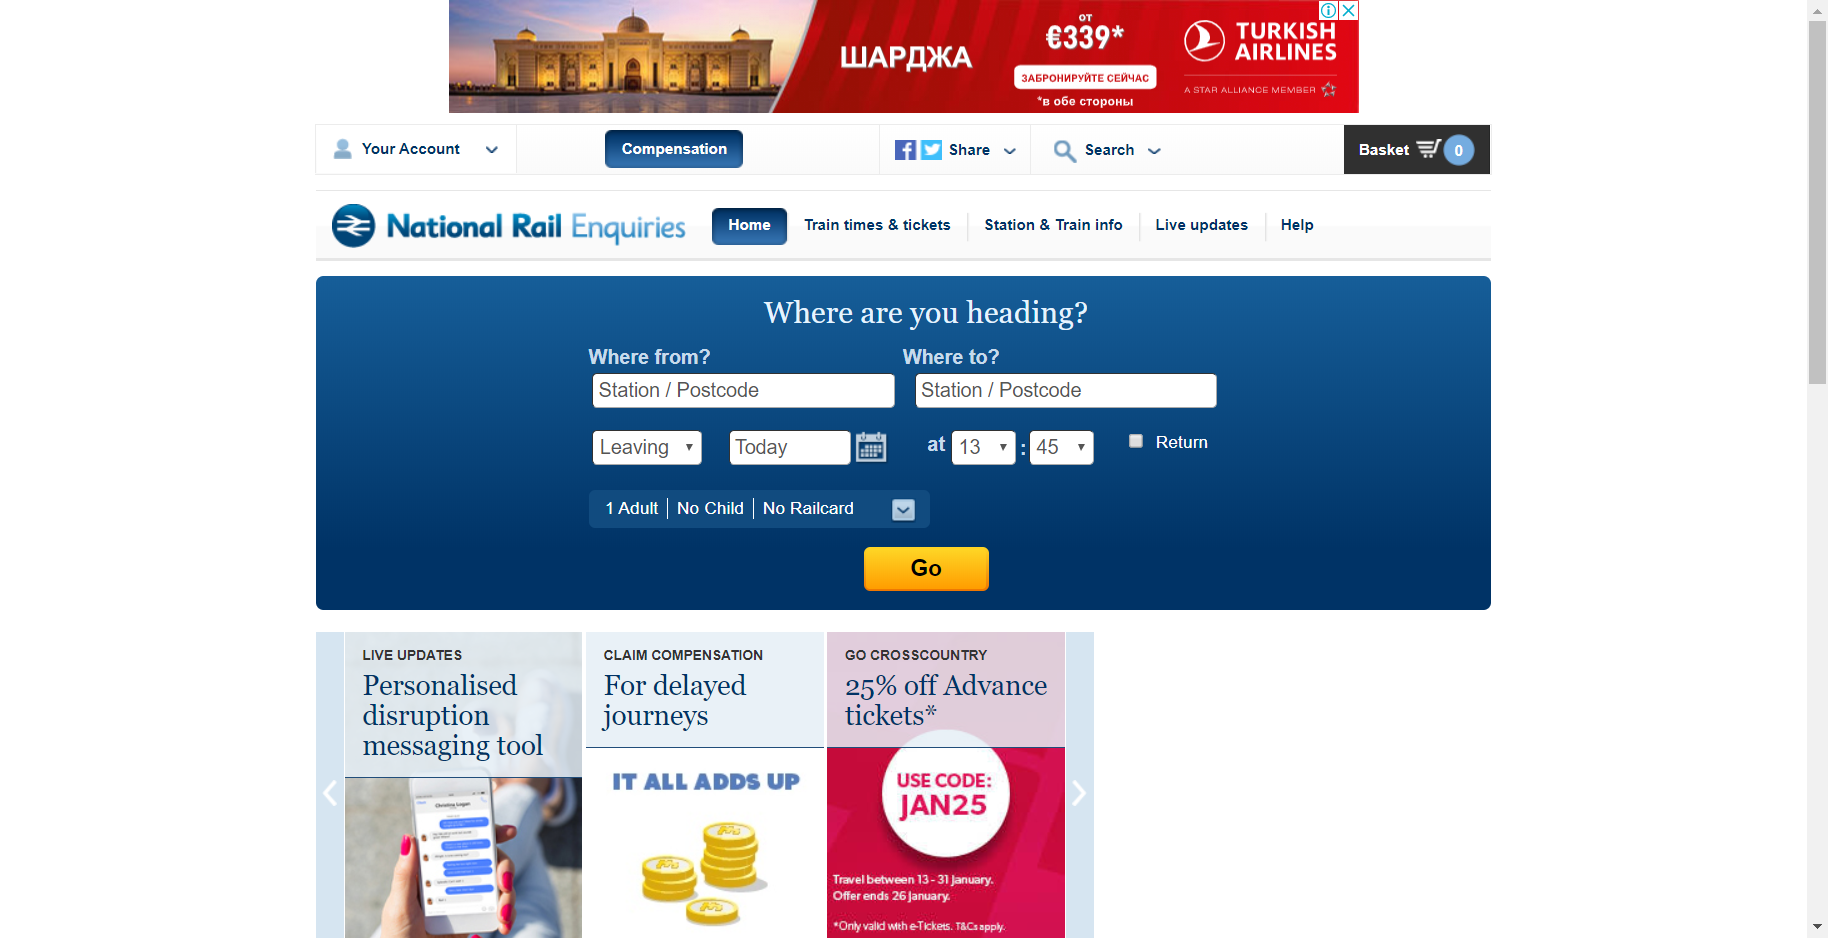 ШАРДЖА
от
€339*
ЗАБРОНИРУЙТЕ СЕЙЧАС
*в обе стороны
TURKISH
AIRLINES
A STAR ALLIANCE MEMBER
Your Account
Compensation
Share
Search
Basket 0
National Rail Enquiries
Home
Train times & tickets
Station & Train info
Live updates
Help
Where are you heading?
Where from?
Where to?
Station / Postcode
Station / Postcode
Leaving
Today
at 13 : 45
Return
1 Adult
No Child
No Railcard
Go
LIVE UPDATES
Personalised
disruption
messaging tool
Christina Logan
CLAIM COMPENSATION
For delayed
journeys
IT ALL ADDS UP
GO CROSSCOUNTRY
25% off Advance
tickets*
USE CODE:
JAN25
Travel between 13 - 31 January.
Offer ends 26 January.
*Only valid with e-Tickets. T&Cs apply.